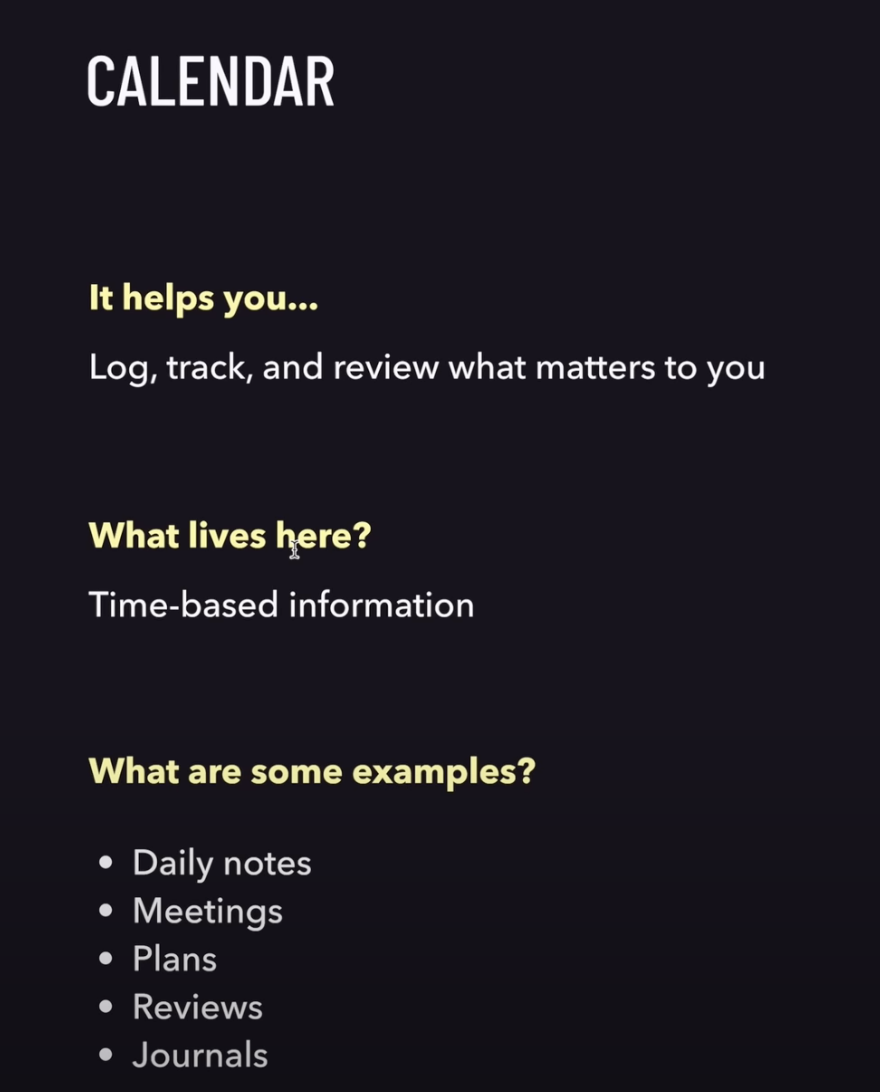 CALENDAR
It helps you...
Log, track, and review what matters to you
What lives here?
Time-based information
What are some examples?
• Daily notes
• Meetings
• Plans
• Reviews
• Journals